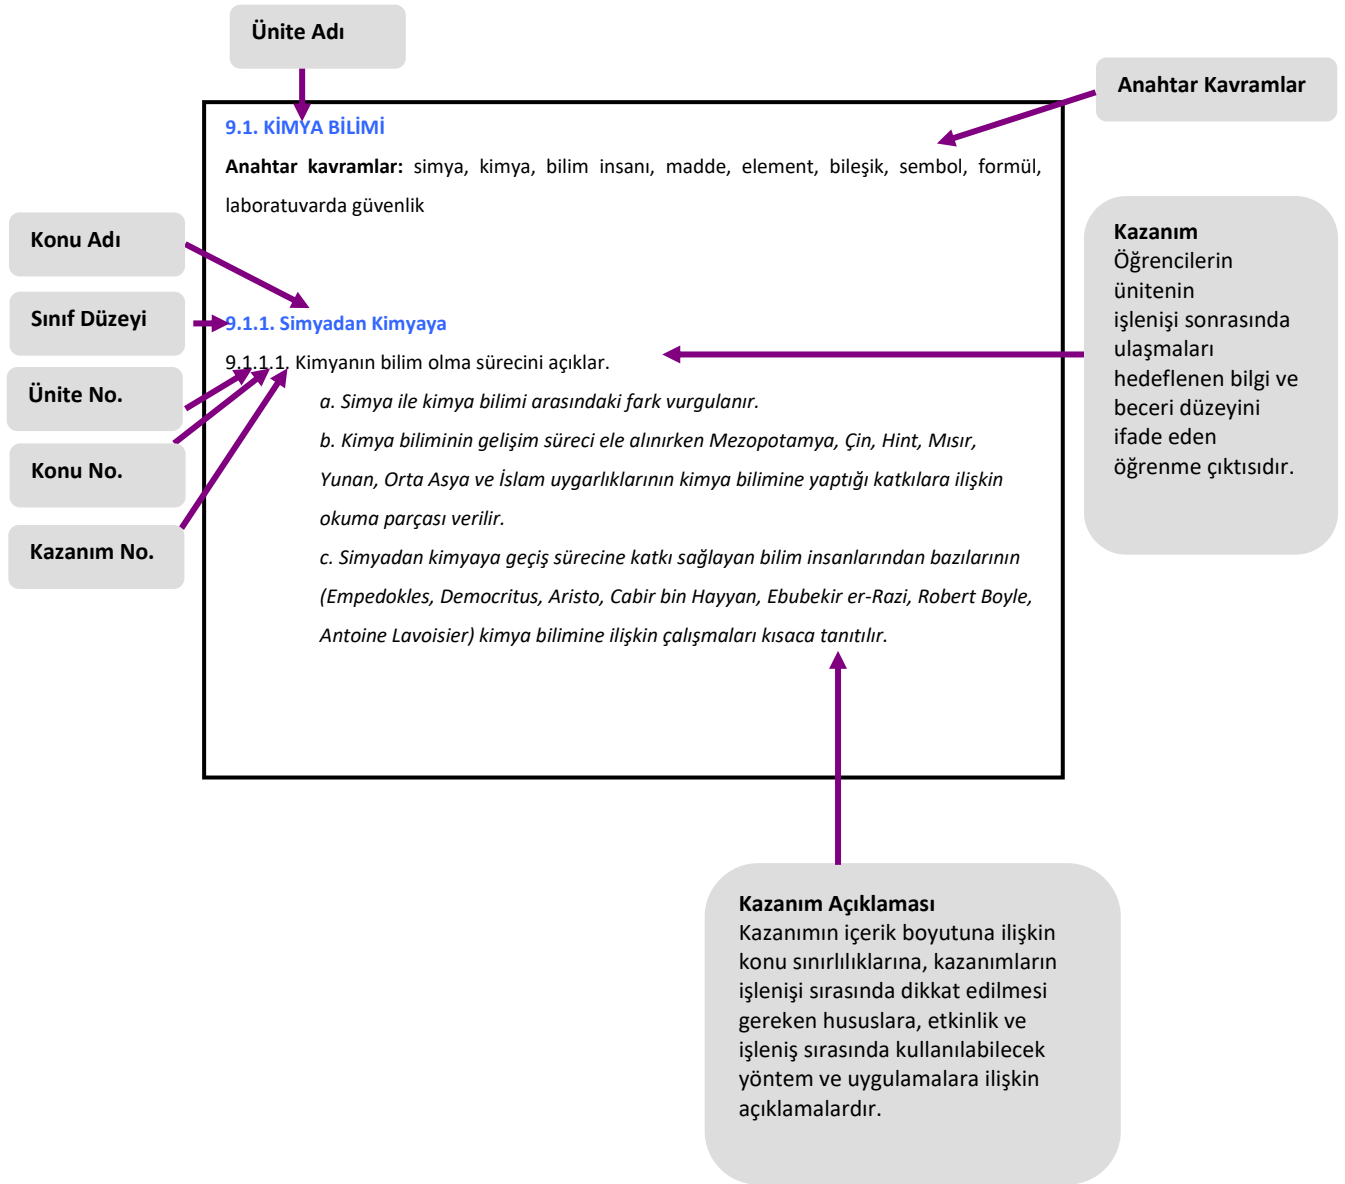 Ünite Adı
Anahtar Kavramlar
9.1. KİMYA BİLİMİ
Anahtar kavramlar: simya, kimya, bilim insanı, madde, element, bileşik, sembol, formül,
laboratuvarda güvenlik
Konu Adı
Sınıf Düzeyi
Ünite No.
Konu No.
Kazanım No.
9.1.1. Simyadan Kimyaya
9.1.1.1. Kimyanın bilim olma sürecini açıklar.
a. Simya ile kimya bilimi arasındaki fark vurgulanır.
b. Kimya biliminin gelişim süreci ele alınırken Mezopotamya, Çin, Hint, Mısır,
Yunan, Orta Asya ve İslam uygarlıklarının kimya bilimine yaptığı katkılara ilişkin
okuma parçası verilir.
c. Simyadan kimyaya geçiş sürecine katkı sağlayan bilim insanlarından bazılarının
(Empedokles, Democritus, Aristo, Cabir bin Hayyan, Ebubekir er-Razi, Robert Boyle,
Antoine Lavoisier) kimya bilimine ilişkin çalışmaları kısaca tanıtılır.
Kazanım
Öğrencilerin
ünitenin
işlenişi sonrasında
ulaşmaları
hedeflenen bilgi ve
beceri düzeyini
ifade eden
öğrenme çıktısıdır.
Kazanım Açıklaması
Kazanımın içerik boyutuna ilişkin
konu sınırlılıklarına, kazanımların
işlenişi sırasında dikkat edilmesi
gereken hususlara, etkinlik ve
işleniş sırasında kullanılabilecek
yöntem ve uygulamalara ilişkin
açıklamalardır.